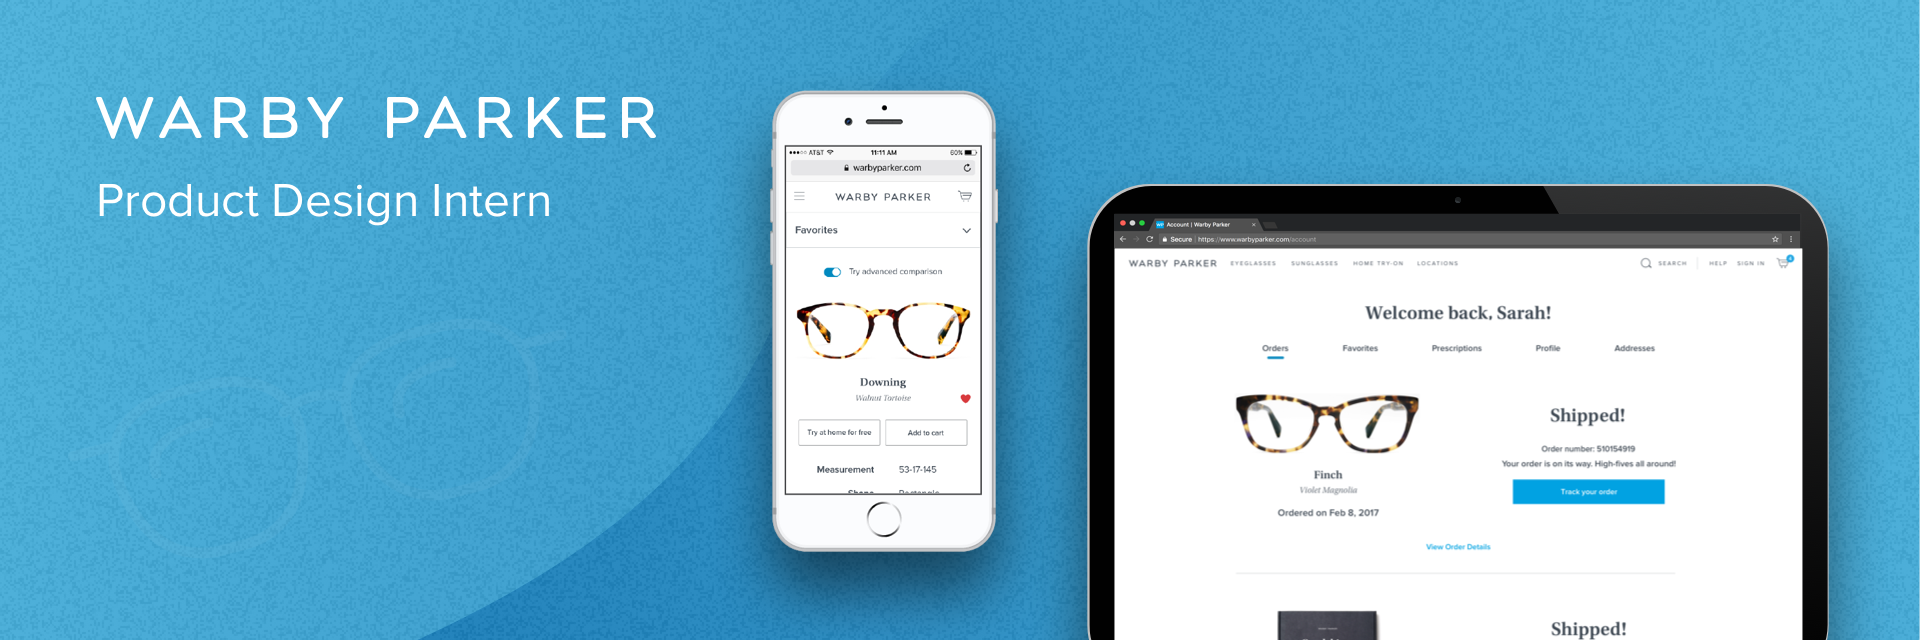 WARBY PARKER
Product Design Intern
AT&T
11:11 AM
60%
warbyparker.com
WARBY PARKER
Favorites
Try advanced comparison
Downing
Walnut Tortoise
Try at home for free
Add to cart
Measurement 53-17-145
Shape Rectangle
WP Account | Warby Parker
Secure https://www.warbyparker.com/account
WARBY PARKER EYEGLASSES SUNGLASSES HOME TRY-ON LOCATIONS SEARCH HELP SIGN IN
Welcome back, Sarah!
Orders Favorites Prescriptions Profile Addresses
Finch
Violet Magnolia
Ordered on Feb 8, 2017
Shipped!
Order number: 510154919
Your order is on its way. High-fives all around!
Track your order
View Order Details
Shipped!